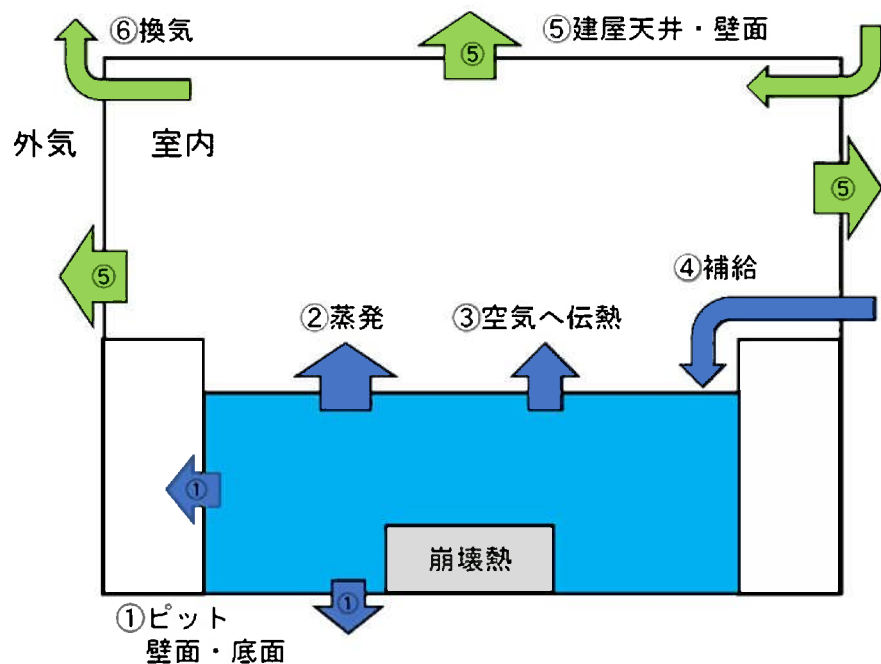 ⑥換気
⑤建屋天井・壁面
⑤
外気
室内
⑤
⑤
④補給
②蒸発
③空気へ伝熱
①
崩壊熱
①
①ピット
壁面・底面